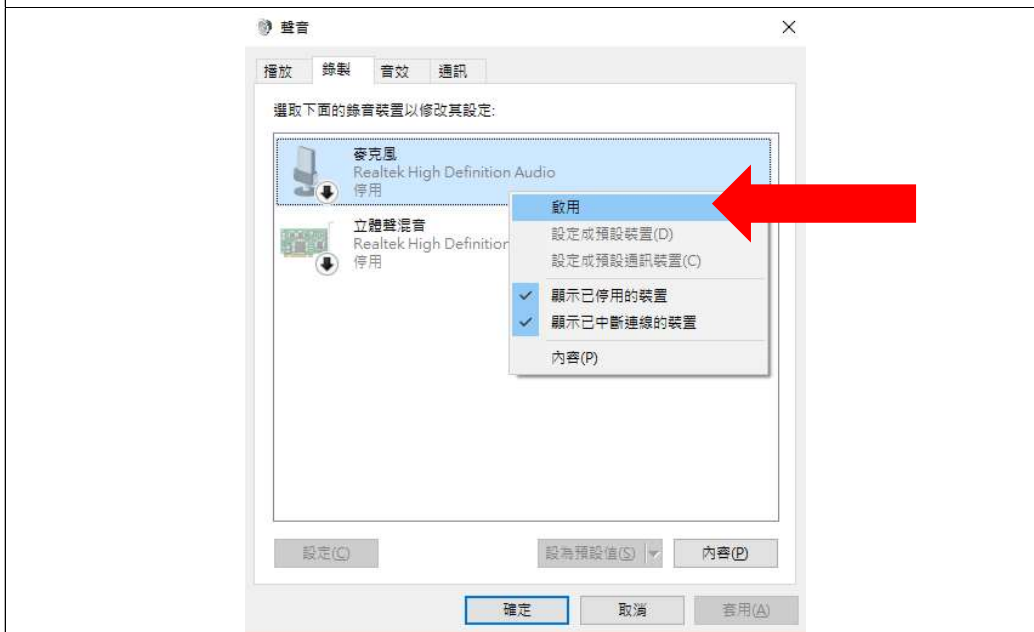 聲音
播放 錄製 音效 通訊
選取下面的錄音裝置以修改其設定:
麥克風
Realtek High Definition Audio
停用
立體聲混音
Realtek High Definition
停用
啟用
設定成預設裝置(D)
設定成預設通訊裝置(C)
顯示已停用的裝置
顯示已中斷連線的裝置
內容(P)
設定(C) 設為預設值(S) 內容(P)
確定 取消 套用(A)